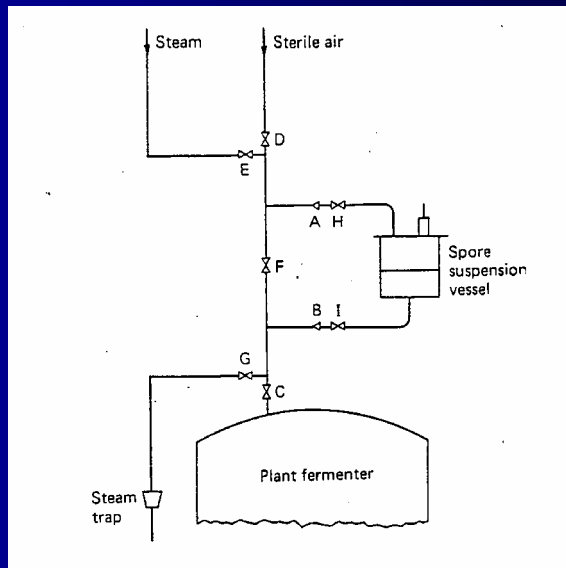 Steam
Sterile air
D
E
A H
Spore
suspension
vessel
F
B I
G
C
Plant fermenter
Steam
trap